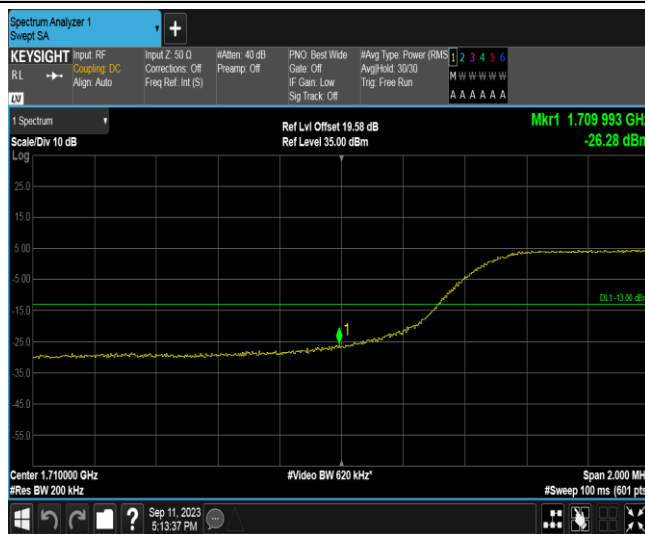 Spectrum Analyzer 1
Swept SA
+
KEYSIGHT Input: RF Input Z: 50 Ω #Atten: 40 dB PNO: Best Wide #Avg Type: Power (RMS 1 2 3 4 5 6
RL Coupling: DC Corrections: Off Preamp: Off Gate: Off Avg|Hold: 30/30 M W W W W W
Align: Auto Freq Ref: Int (S) IF Gain: Low Trig: Free Run
LXI Sig Track: Off A A A A A A
1 Spectrum Ref Lvl Offset 19.58 dB Mkr1 1.709 993 GH
Scale/Div 10 dB Ref Level 35.00 dBm -26.28 dBm
Log
25.0
15.0
5.00
-5.00
DL1 -13.00 dBm
-15.0
1
-25.0
-35.0
-45.0
-55.0
Center 1.710000 GHz #Video BW 620 kHz* Span 2.000 MH
#Res BW 200 kHz #Sweep 100 ms (601 pts
? Sep 11, 2023
5:13:37 PM